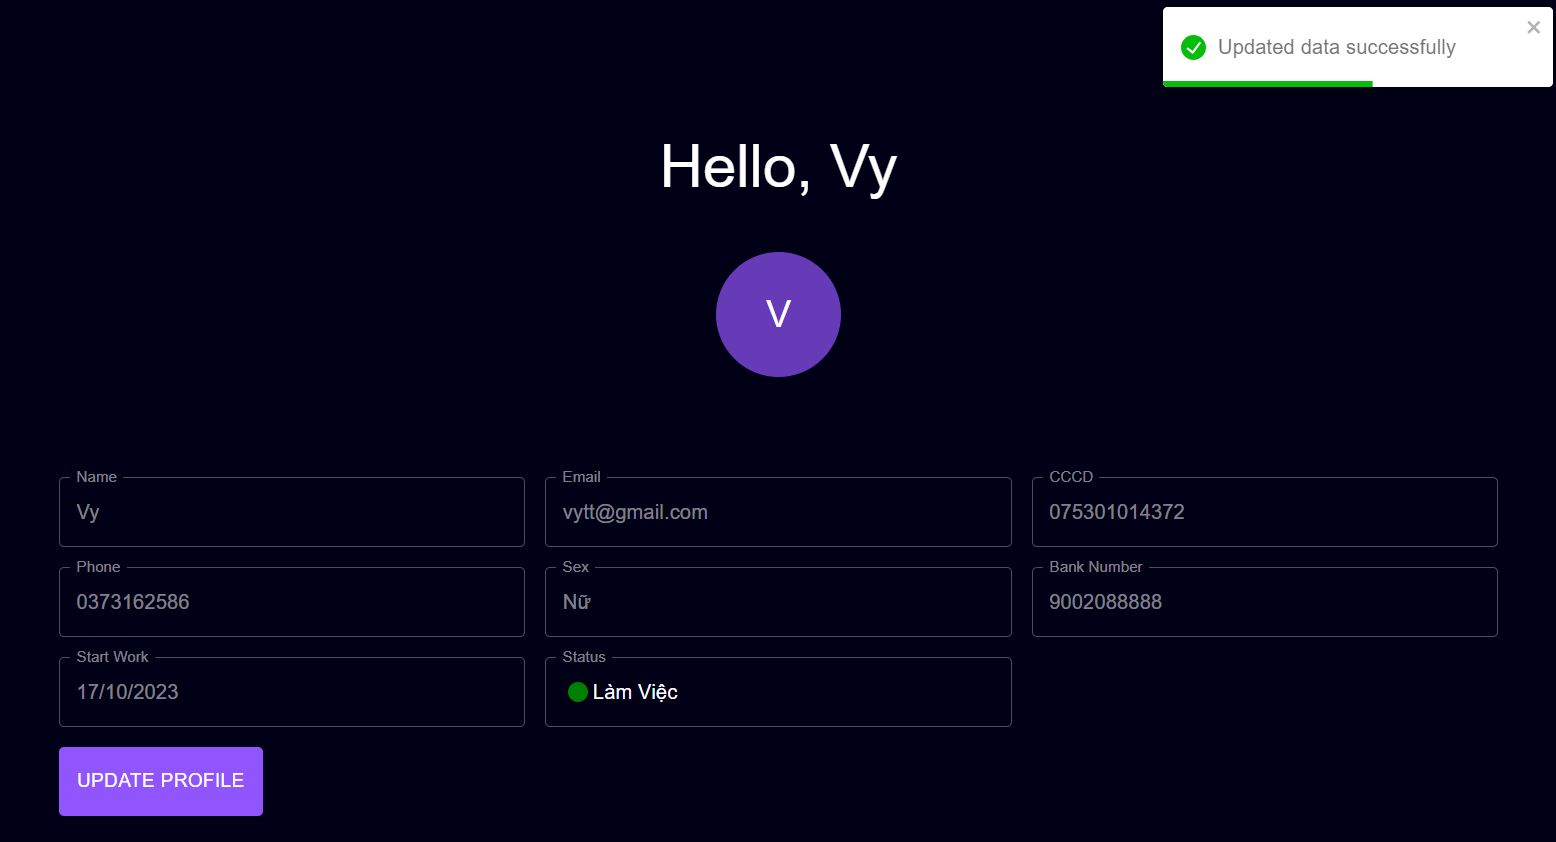 Updated data successfully
Hello, Vy
V
Name
Vy
Email
vytt@gmail.com
CCCD
075301014372
Phone
0373162586
Sex
Nữ
Bank Number
9002088888
Start Work
17/10/2023
Status
Làm Việc
UPDATE PROFILE